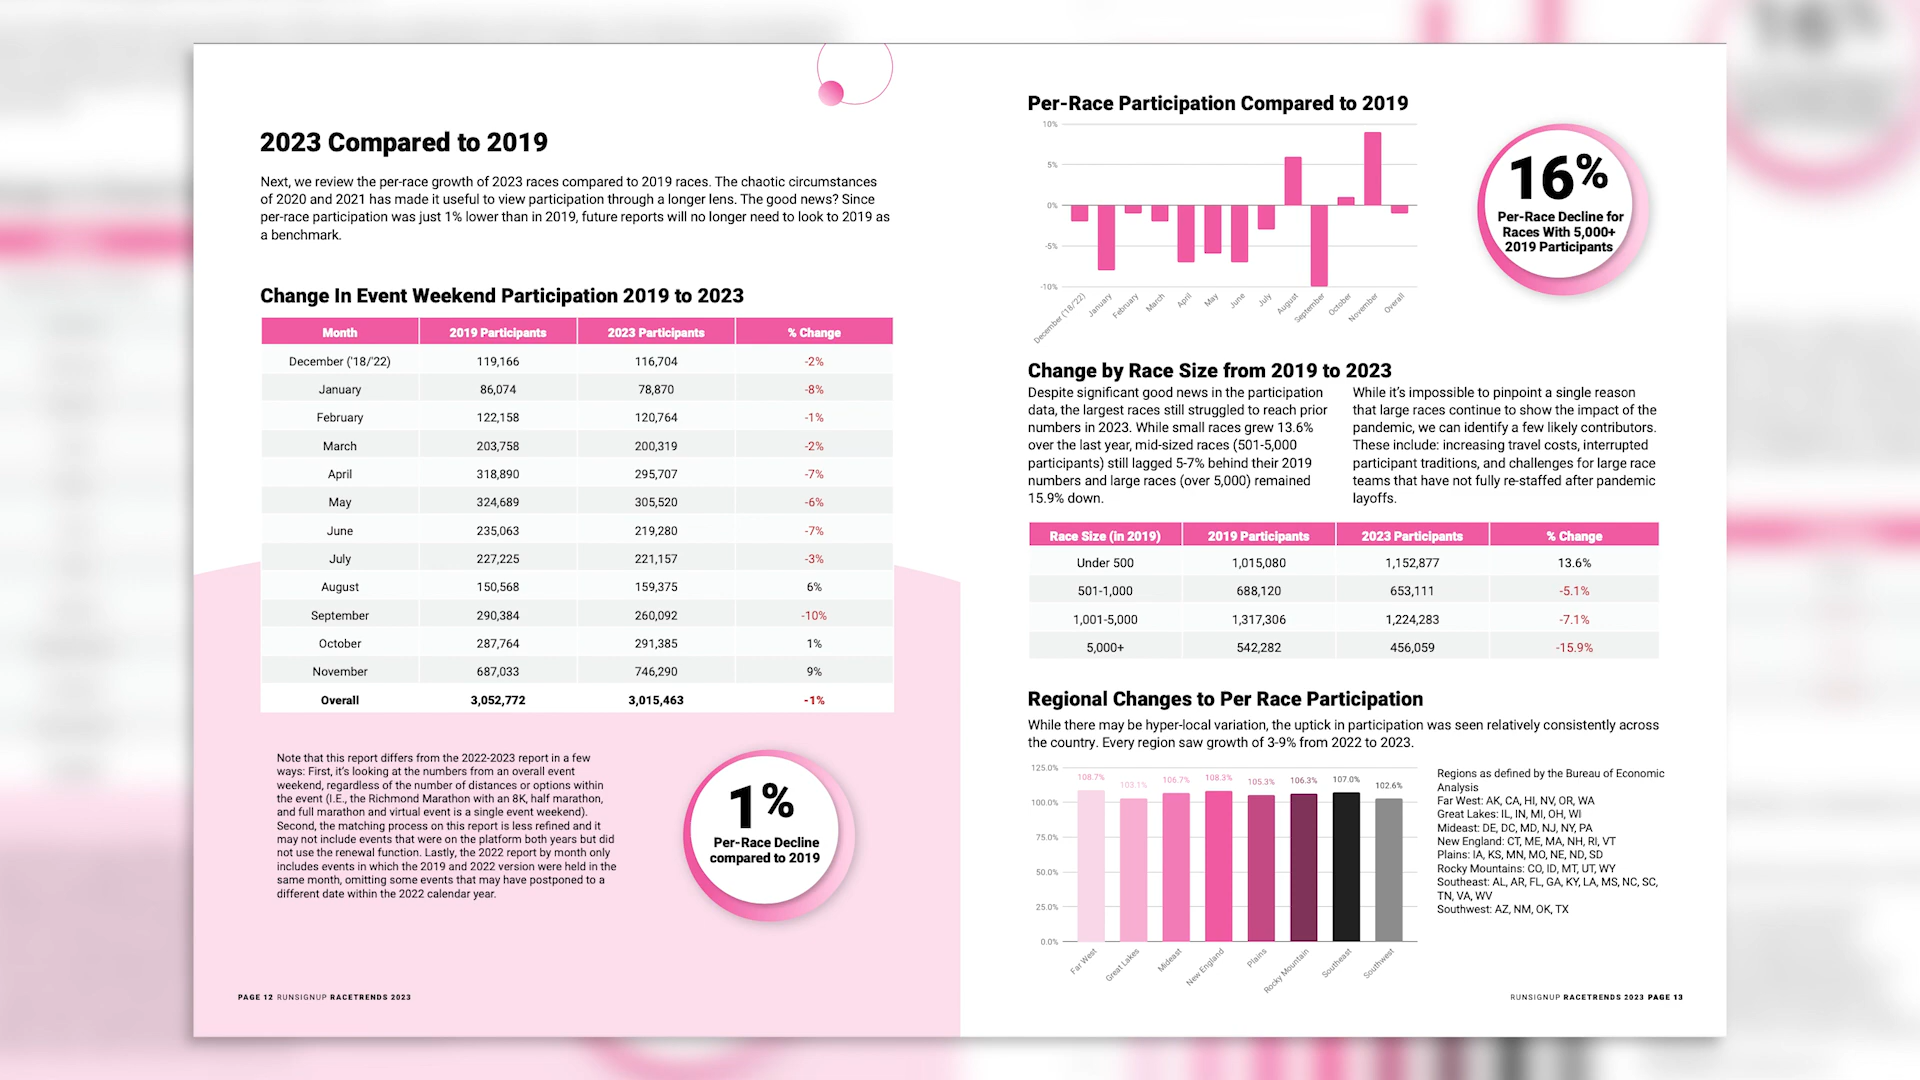 2023 Compared to 2019
Next, we review the per-race growth of 2023 races compared to 2019 races. The chaotic circumstances
of 2020 and 2021 has made it useful to view participation through a longer lens. The good news? Since
per-race participation was just 1% lower than in 2019, future reports will no longer need to look to 2019 as
a benchmark.
Change In Event Weekend Participation 2019 to 2023
Month 2019 Participants 2023 Participants % Change
December ('18/'22) 119,166 116,704 -2%
January 86,074 78,870 -8%
February 122,158 120,764 -1%
March 203,758 200,319 -2%
April 318,890 295,707 -7%
May 324,689 305,520 -6%
June 235,063 219,280 -7%
July 227,225 221,157 -3%
August 150,568 159,375 6%
September 290,384 260,092 -10%
October 287,764 291,385 1%
November 687,033 746,290 9%
Overall 3,052,772 3,015,463 -1%
Note that this report differs from the 2022-2023 report in a few
ways: First, it's looking at the numbers from an overall event
weekend, regardless of the number of distances or options within
the event (I.E., the Richmond Marathon with an 8K, half marathon,
and full marathon and virtual event is a single event weekend).
Second, the matching process on this report is less refined and it
may not include events that were on the platform both years but did
not use the renewal function. Lastly, the 2022 report by month only
includes events in which the 2019 and 2022 version were held in the
same month, omitting some events that may have postponed to a
different date within the 2022 calendar year.
1%
Per-Race Decline
compared to 2019
PAGE 12 RUNSIGNUP RACETRENDS 2023
Per-Race Participation Compared to 2019
10%
5%
0%
-5%
-10%
December ('18/'22) January February March April May June July August September October November Overall
16%
Per-Race Decline for
Races With 5,000+
2019 Participants
Change by Race Size from 2019 to 2023
Despite significant good news in the participation
data, the largest races still struggled to reach prior
numbers in 2023. While small races grew 13.6%
over the last year, mid-sized races (501-5,000
participants) still lagged 5-7% behind their 2019
numbers and large races (over 5,000) remained
15.9% down.
While it's impossible to pinpoint a single reason
that large races continue to show the impact of the
pandemic, we can identify a few likely contributors.
These include: increasing travel costs, interrupted
participant traditions, and challenges for large race
teams that have not fully re-staffed after pandemic
layoffs.
Race Size (in 2019) 2019 Participants 2023 Participants % Change
Under 500 1,015,080 1,152,877 13.6%
501-1,000 688,120 653,111 -5.1%
1,001-5,000 1,317,306 1,224,283 -7.1%
5,000+ 542,282 456,059 -15.9%
Regional Changes to Per Race Participation
While there may be hyper-local variation, the uptick in participation was seen relatively consistently across
the country. Every region saw growth of 3-9% from 2022 to 2023.
125.0%
100.0%
75.0%
50.0%
25.0%
0.0%
108.7% 103.1% 106.7% 108.3% 105.3% 106.3% 107.0% 102.6%
Far West Great Lakes Mideast New England Plains Rocky Mountain Southeast Southwest
Regions as defined by the Bureau of Economic
Analysis
Far West: AK, CA, HI, NV, OR, WA
Great Lakes: IL, IN, MI, OH, WI
Mideast: DE, DC, MD, NJ, NY, PA
New England: CT, ME, MA, NH, RI, VT
Plains: IA, KS, MN, MO, NE, ND, SD
Rocky Mountains: CO, ID, MT, UT, WY
Southeast: AL, AR, FL, GA, KY, LA, MS, NC, SC,
TN, VA, WV
Southwest: AZ, NM, OK, TX
RUNSIGNUP RACETRENDS 2023 PAGE 13